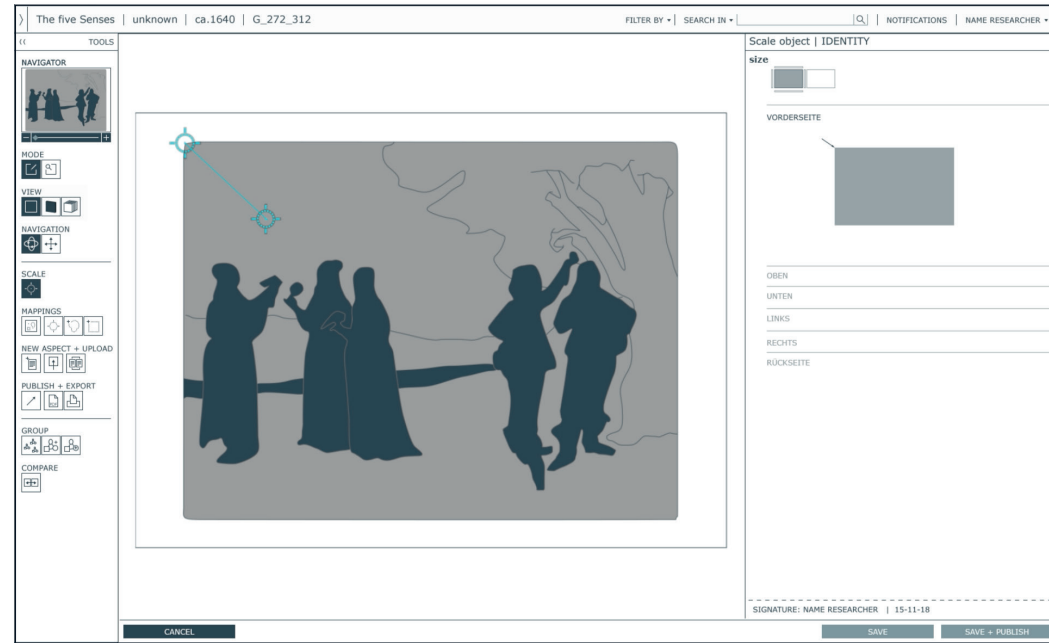 The five Senses | unknown | ca.1640 | G_272_312
FILTER BY | SEARCH IN | NOTIFICATIONS | NAME RESEARCHER
TOOLS
NAVIGATOR
MODE
VIEW
NAVIGATION
SCALE
MAPPINGS
NEW ASPECT + UPLOAD
PUBLISH + EXPORT
GROUP
COMPARE
Scale object | IDENTITY
size
VORDERSEITE
OBEN
UNTEN
LINKS
RECHTS
RÜCKSEITE
SIGNATURE: NAME RESEARCHER | 15-11-18
CANCEL
SAVE
SAVE + PUBLISH